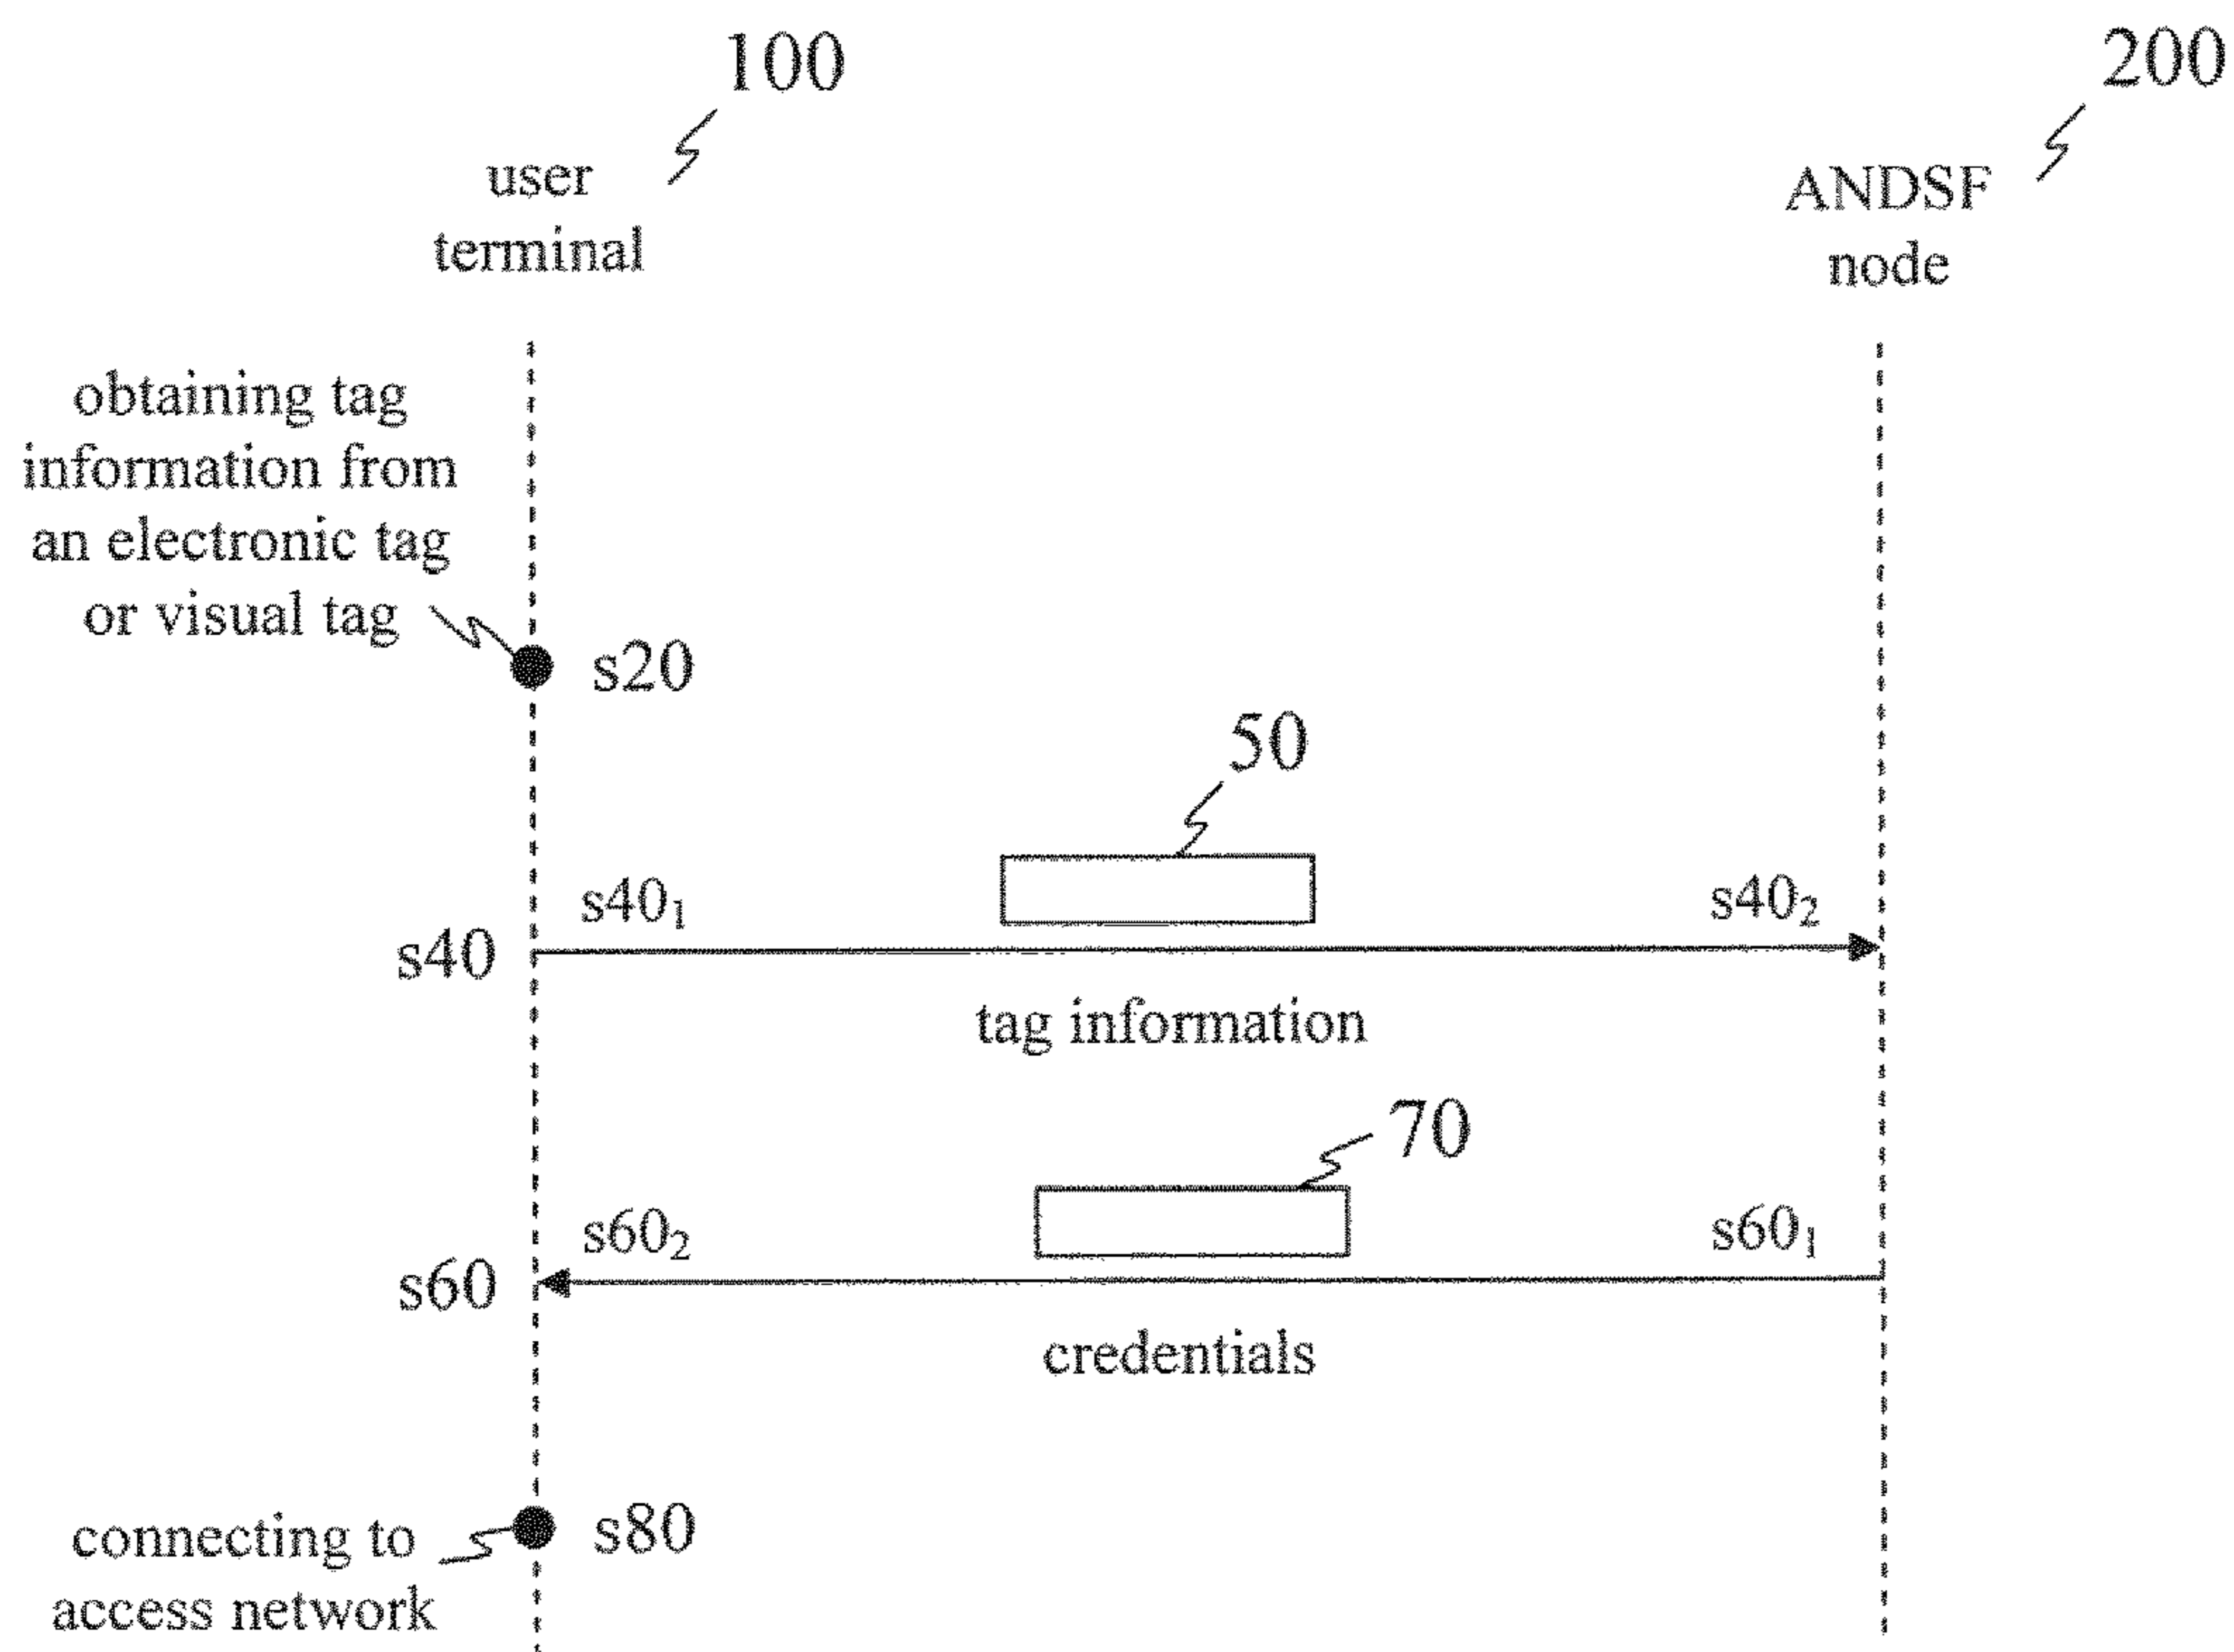 100
200
user
terminal
ANDSF
node
obtaining tag
information from
an electronic tag
or visual tag
s20
50
s40₁
s40₂
s40
tag information
70
s60₂
s60₁
s60
credentials
s80
connecting to
access network